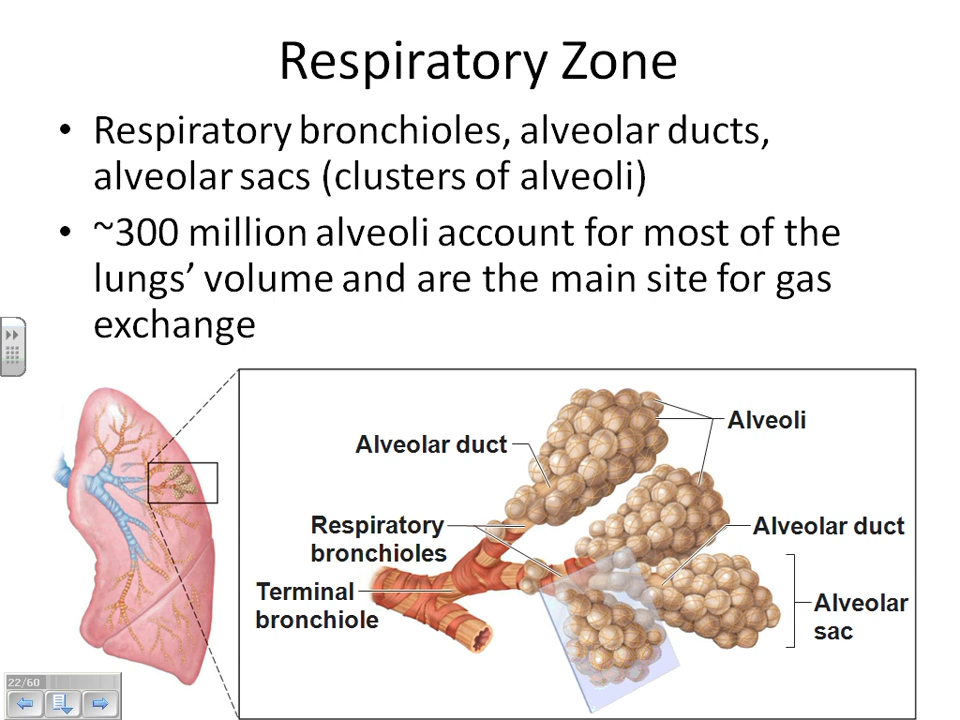 Respiratory Zone
• Respiratory bronchioles, alveolar ducts,
alveolar sacs (clusters of alveoli)
• ~300 million alveoli account for most of the
lungs’ volume and are the main site for gas
exchange
Alveoli
Alveolar duct
Respiratory
bronchioles
Alveolar duct
Terminal
bronchiole
Alveolar
sac
22/60